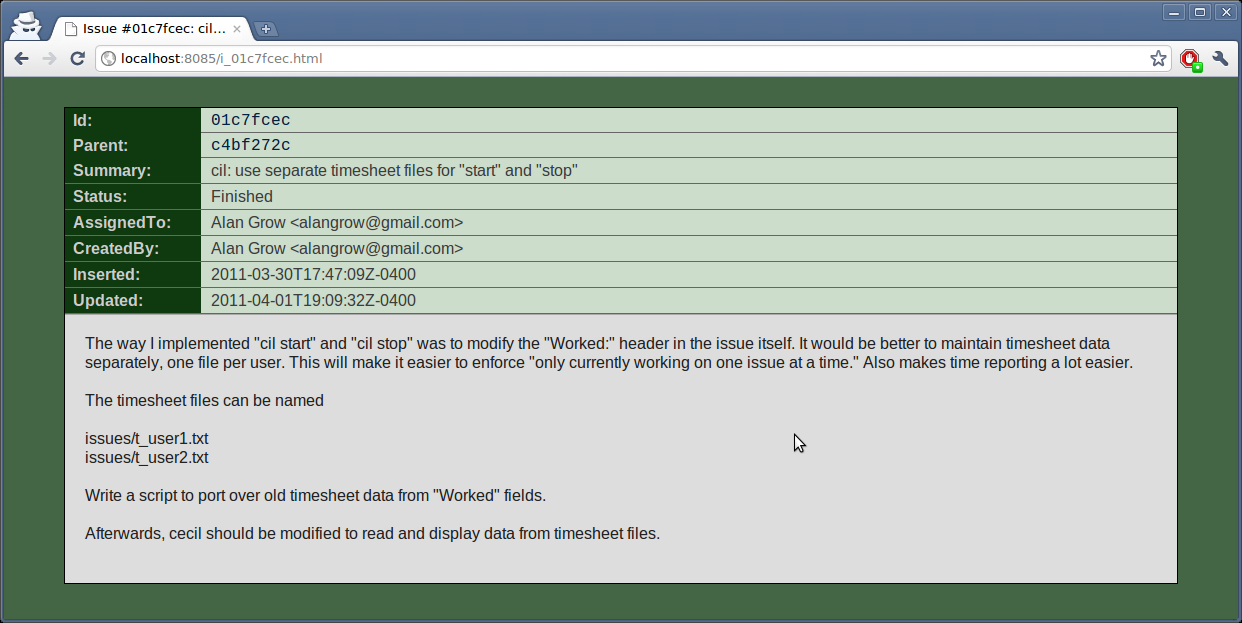 Issue #01c7fcec: cil...
localhost:8085/i_01c7fcec.html
Id: 01c7fcec
Parent: c4bf272c
Summary: cil: use separate timesheet files for "start" and "stop"
Status: Finished
AssignedTo: Alan Grow <alangrow@gmail.com>
CreatedBy: Alan Grow <alangrow@gmail.com>
Inserted: 2011-03-30T17:47:09Z-0400
Updated: 2011-04-01T19:09:32Z-0400
The way I implemented "cil start" and "cil stop" was to modify the "Worked:" header in the issue itself. It would be better to maintain timesheet data
separately, one file per user. This will make it easier to enforce "only currently working on one issue at a time." Also makes time reporting a lot easier.
The timesheet files can be named
issues/t_user1.txt
issues/t_user2.txt
Write a script to port over old timesheet data from "Worked" fields.
Afterwards, cecil should be modified to read and display data from timesheet files.